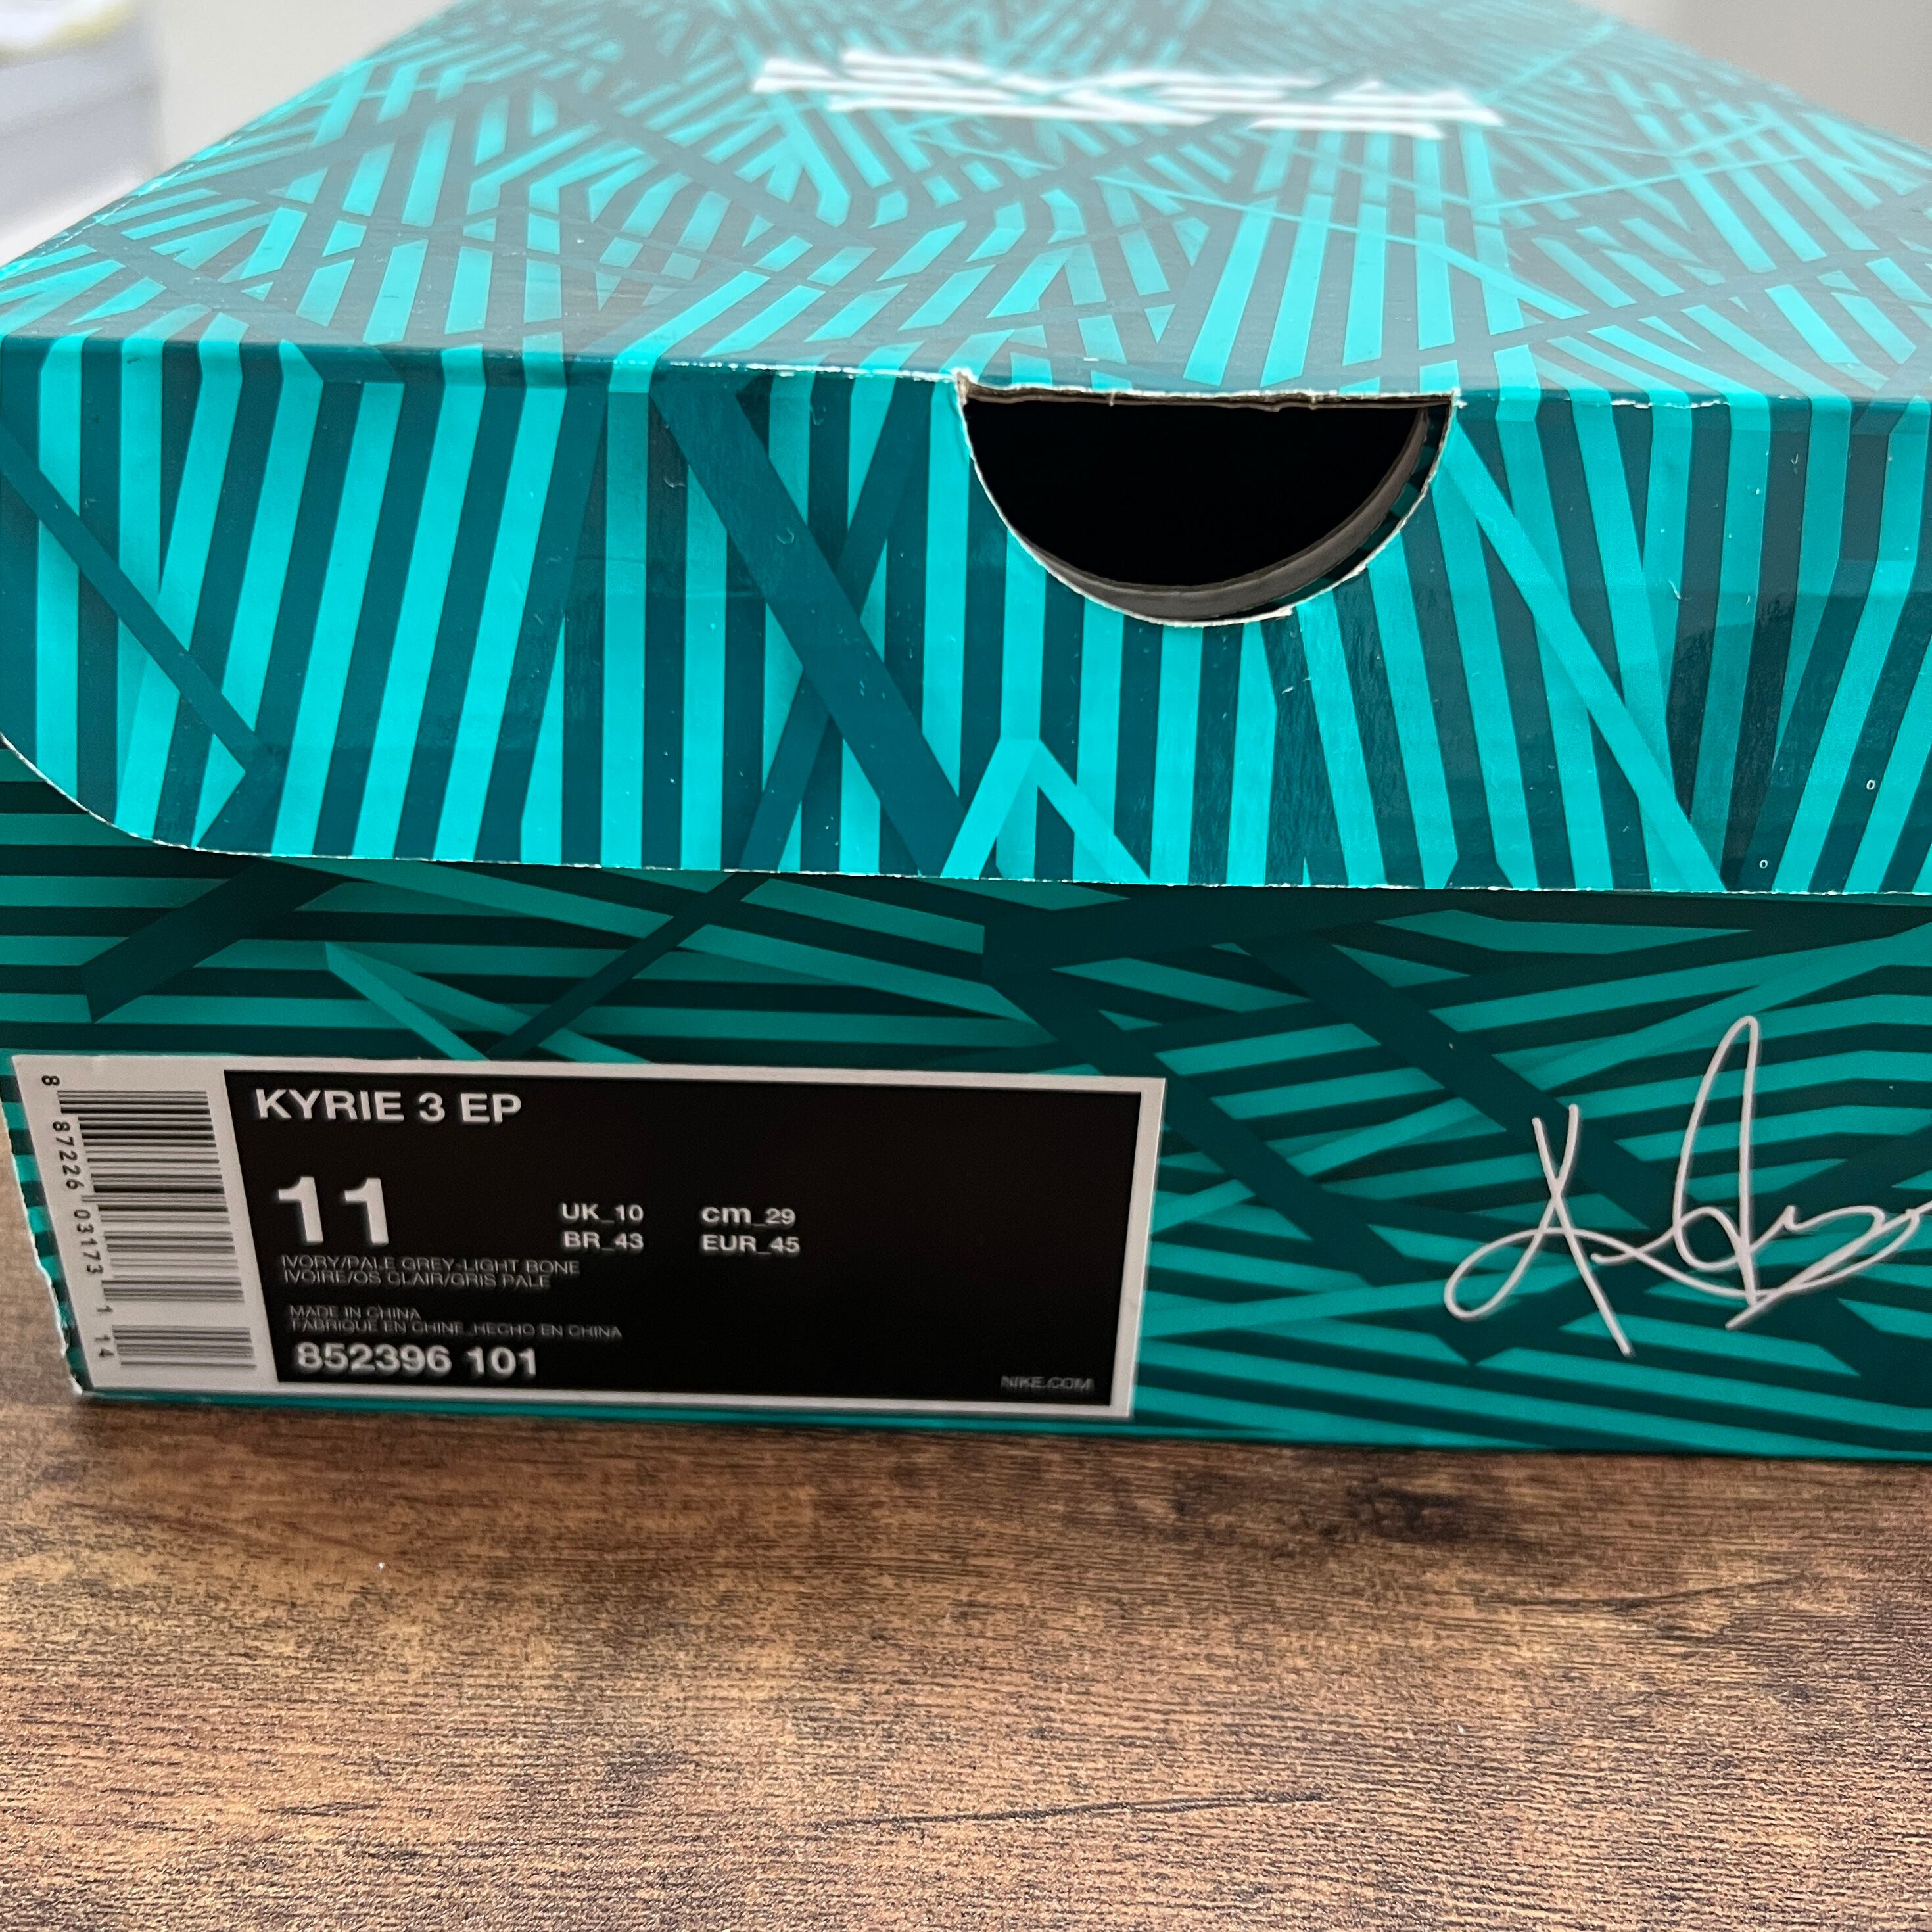 KYRIE 3 EP
11
UK_10 cm_29
BR_43 EUR_45
IVORY/PALE GREY-LIGHT BONE
IVOIRE/OS CLAIR/GRIS PALE
MADE IN CHINA
FABRIQUE EN CHINE_HECHO EN CHINA
852396 101
NIKE.COM
8 87226 03173 1 14